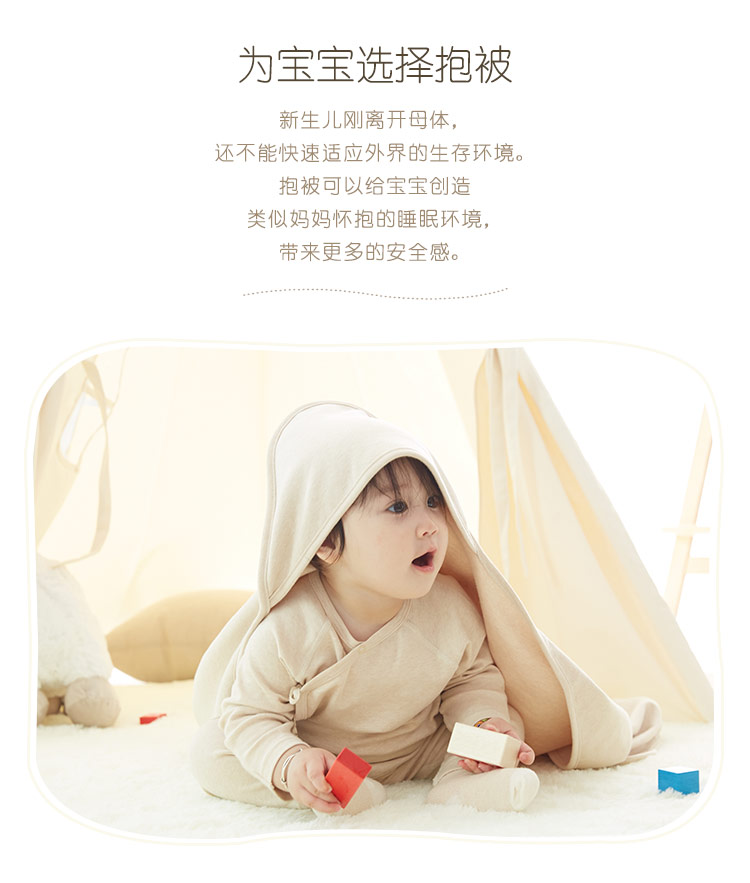 为宝宝选择抱被
新生儿刚离开母体，
还不能快速适应外界的生存环境。
抱被可以给宝宝创造
类似妈妈怀抱的睡眠环境，
带来更多的安全感。